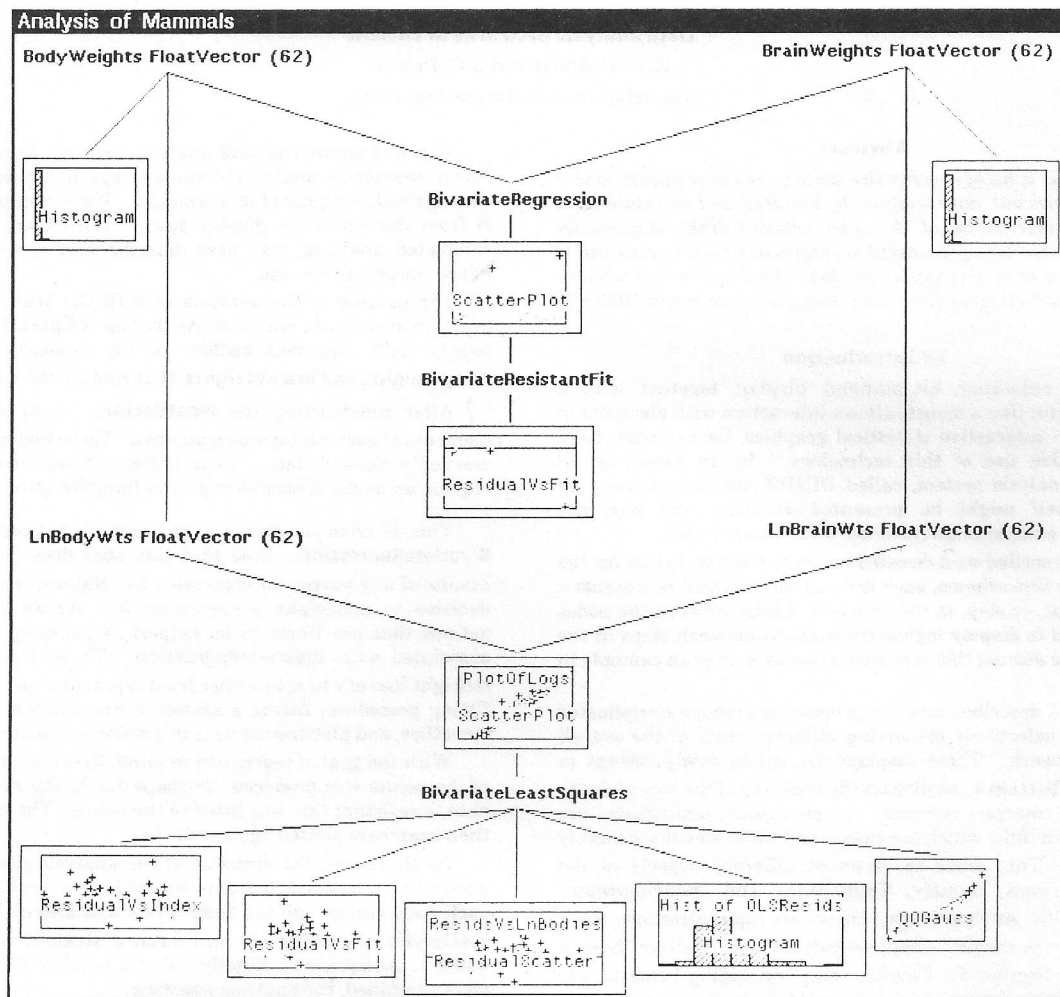 Analysis of Mammals
BodyWeights FloatVector (62)
BrainWeights FloatVector (62)
Histogram
Histogram
BivariateRegression
ScatterPlot
BivariateResistantFit
ResidualVsFit
LnBodyWts FloatVector (62)
LnBrainWts FloatVector (62)
PlotOfLogs
ScatterPlot
BivariateLeastSquares
ResidualVsIndex
ResidualVsFit
ResidsVsLnBodies
ResidualScatter
Hist of OLSResids
Histogram
QQGauss